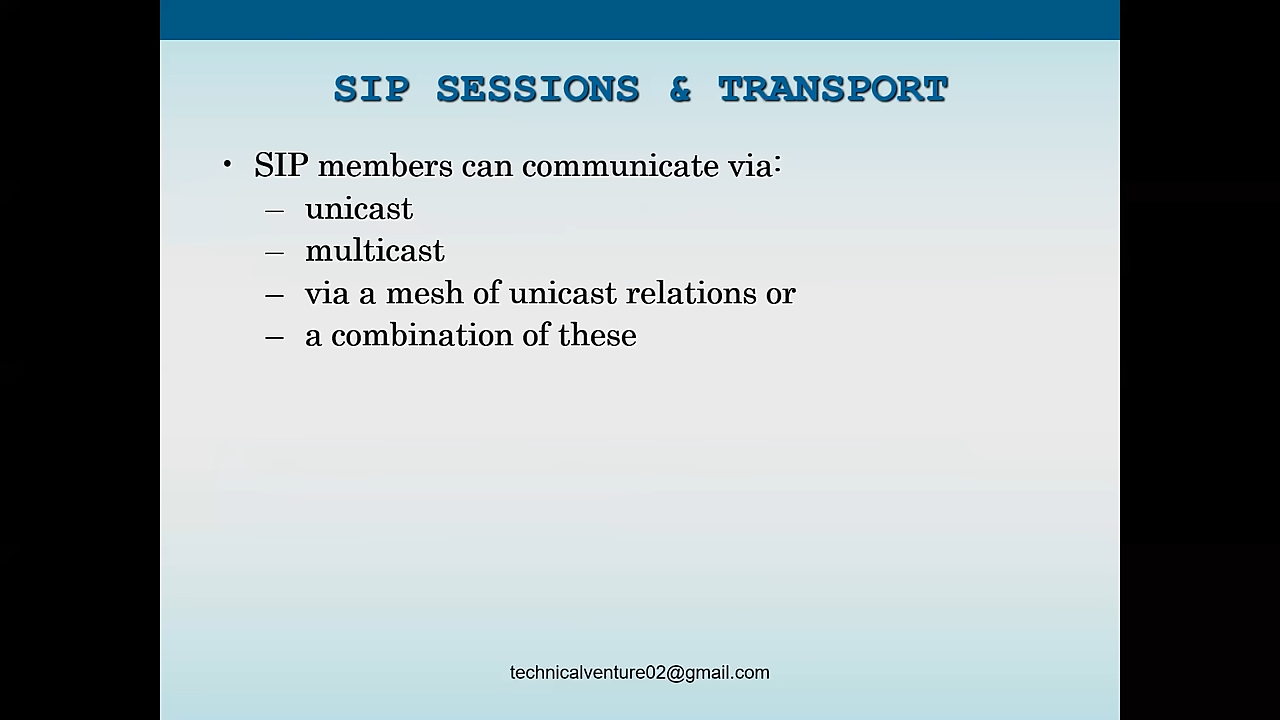 SIP SESSIONS & TRANSPORT
• SIP members can communicate via:
– unicast
– multicast
– via a mesh of unicast relations or
– a combination of these
technicalventure02@gmail.com